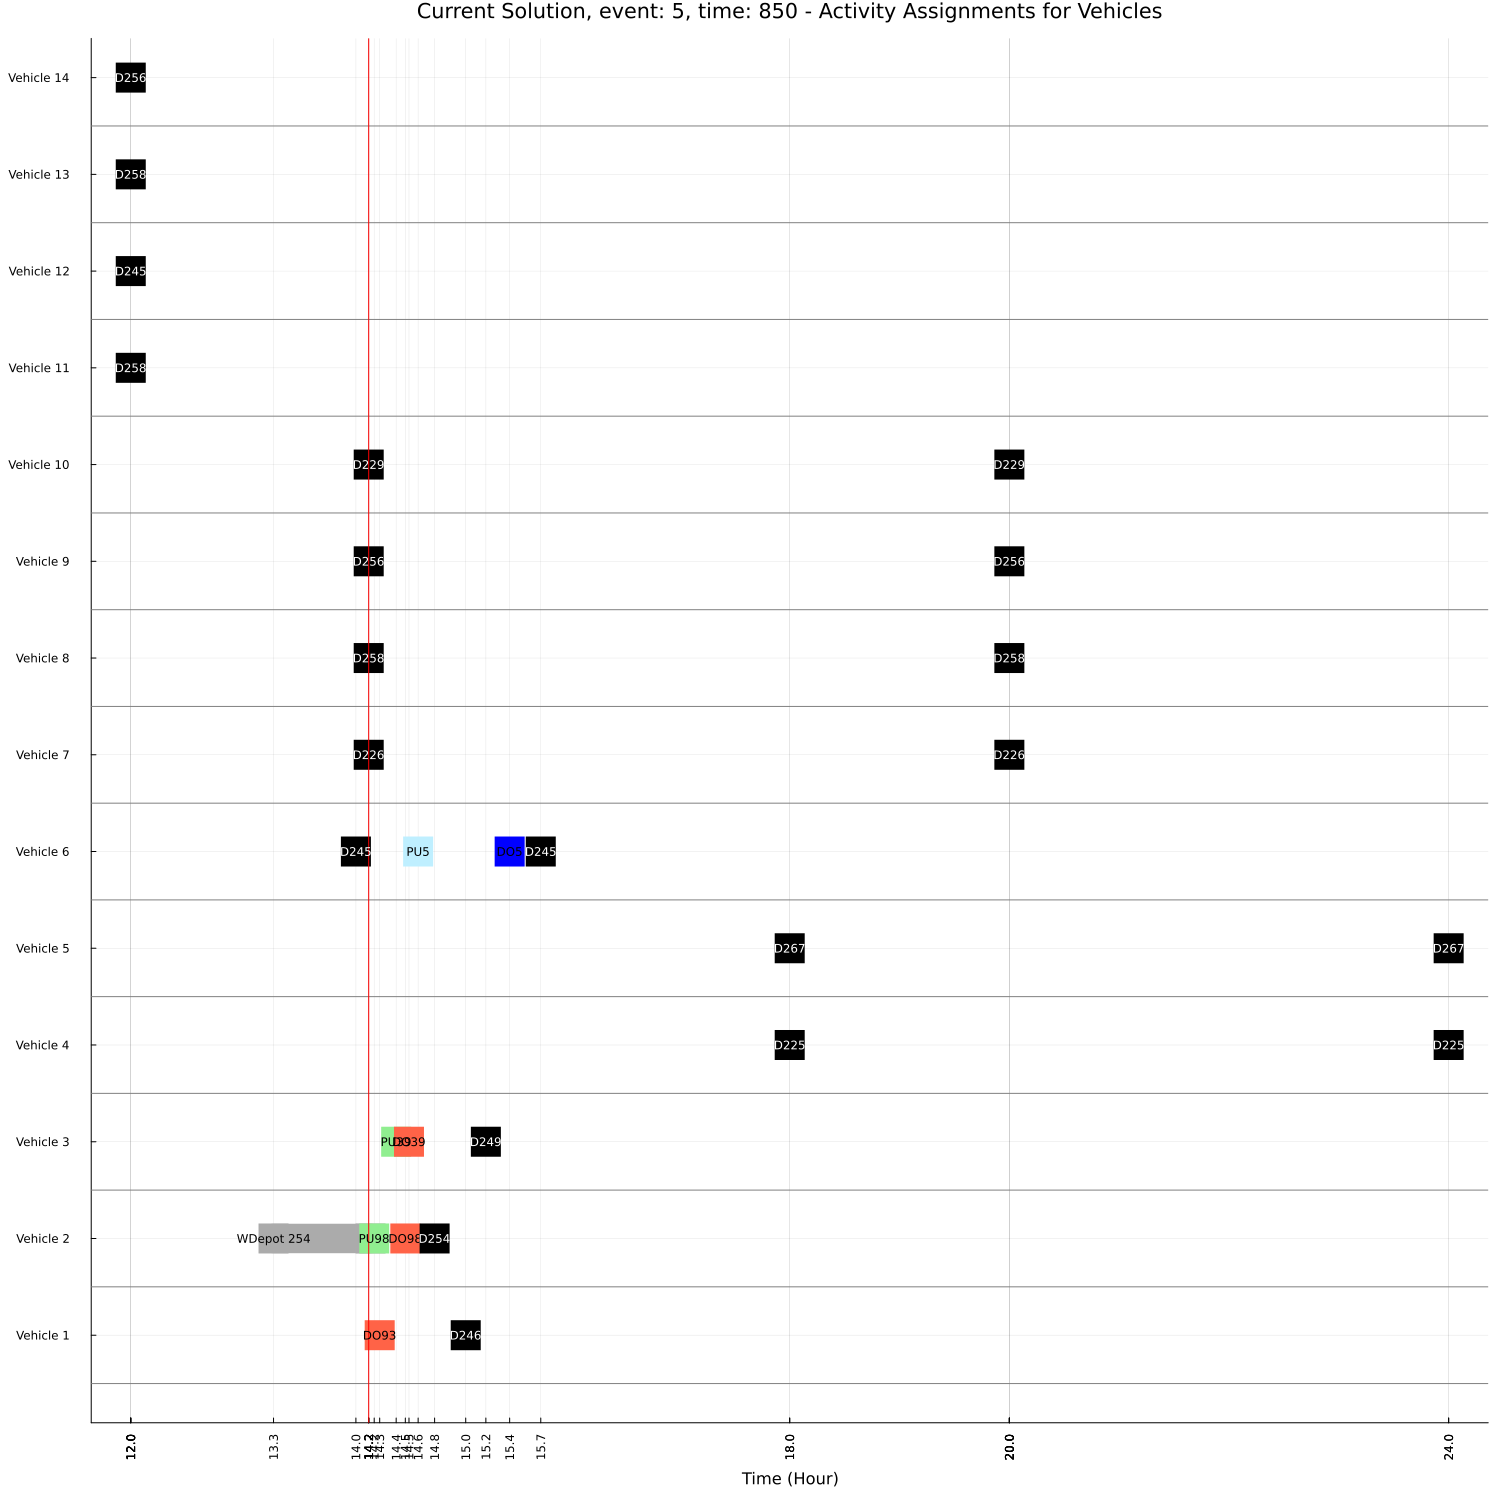 Current Solution, event: 5, time: 850 - Activity Assignments for Vehicles
Vehicle 14 D256
Vehicle 13 D258
Vehicle 12 D245
Vehicle 11 D258
Vehicle 10 D229 D229
Vehicle 9 D256 D256
Vehicle 8 D258 D258
Vehicle 7 D226 D226
Vehicle 6 D245 PU5 DO5 D245
Vehicle 5 D267 D267
Vehicle 4 D225 D225
Vehicle 3 PU39 DO39 D249
Vehicle 2 WDepot 254 PU98 DO98 D254
Vehicle 1 DO93 D246
12.0 13.3 14.0 14.2 14.3 14.4 14.5 14.6 14.8 15.0 15.2 15.4 15.7 18.0 20.0 24.0
Time (Hour)